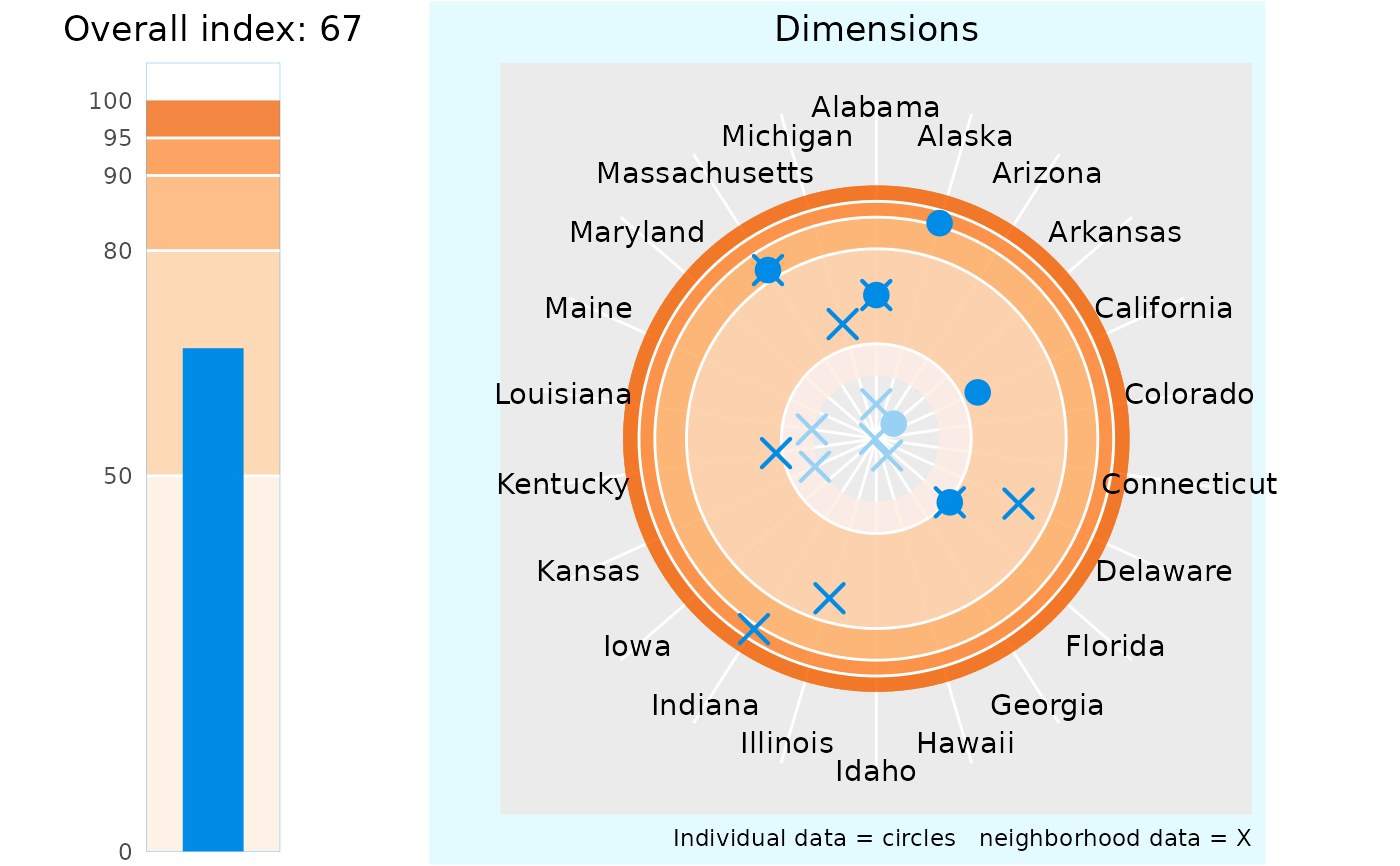 Overall index: 67
100
95
90
80
50
0
Dimensions
Alabama
Michigan
Alaska
Massachusetts
Arizona
Maryland
Arkansas
Maine
California
Louisiana
Colorado
Kentucky
Connecticut
Kansas
Delaware
Iowa
Florida
Indiana
Georgia
Illinois
Hawaii
Idaho
Individual data = circles   neighborhood data = X